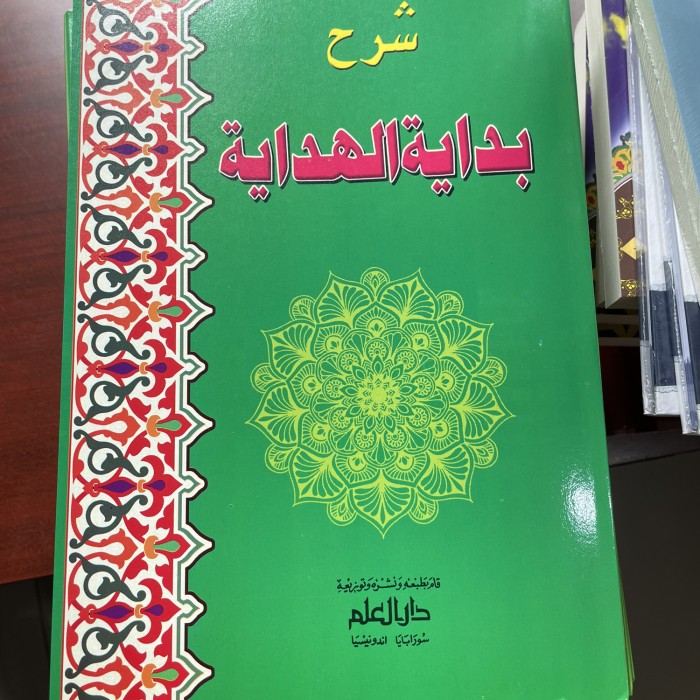 شرح
بداية الهداية
قام بطبعه ونشره وتوزيعه
دار العلم
سورابايا اندونيسيا